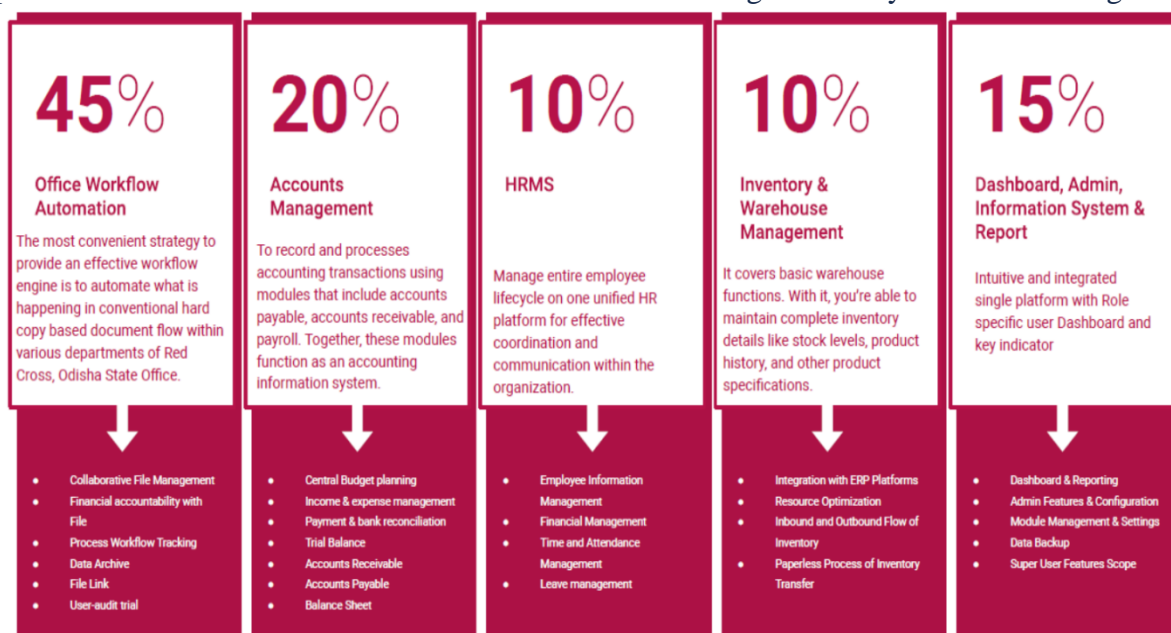 45%
Office Workflow
Automation
The most convenient strategy to
provide an effective workflow
engine is to automate what is
happening in conventional hard
copy based document flow within
various departments of Red
Cross, Odisha State Office.
Collaborative File Management
Financial accountability with
File
Process Workflow Tracking
Data Archive
File Link
User-audit trial
20%
Accounts
Management
To record and processes
accounting transactions using
modules that include accounts
payable, accounts receivable, and
payroll. Together, these modules
function as an accounting
information system.
Central Budget planning
Income & expense management
Payment & bank reconciliation
Trial Balance
Accounts Receivable
Accounts Payable
Balance Sheet
10%
HRMS
Manage entire employee
lifecycle on one unified HR
platform for effective
coordination and
communication within the
organization.
Employee Information
Management
Financial Management
Time and Attendance
Management
Leave management
10%
Inventory &
Warehouse
Management
It covers basic warehouse
functions. With it, you're able to
maintain complete inventory
details like stock levels, product
history, and other product
specifications.
Integration with ERP Platforms
Resource Optimization
Inbound and Outbound Flow of
Inventory
Paperless Process of Inventory
Transfer
15%
Dashboard, Admin,
Information System &
Report
Intuitive and integrated
single platform with Role
specific user Dashboard and
key indicator
Dashboard & Reporting
Admin Features & Configuration
Module Management & Settings
Data Backup
Super User Features Scope